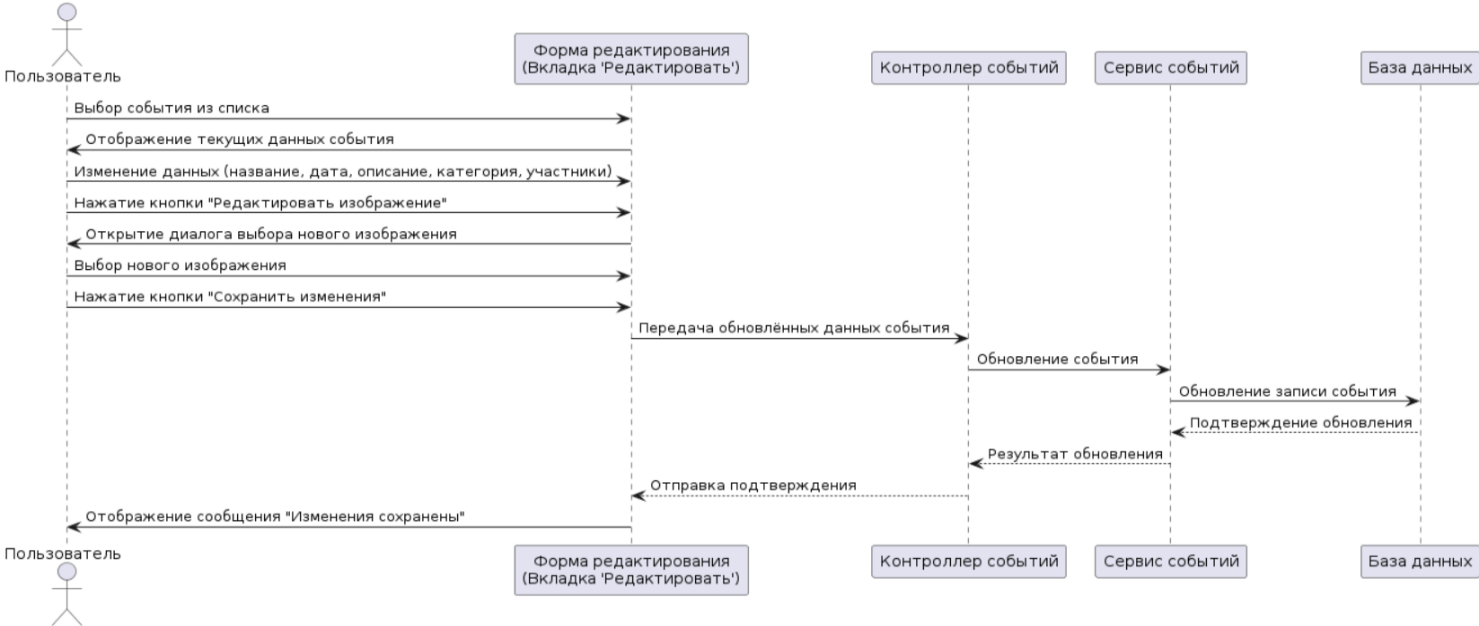 Пользователь
Форма редактирования
(Вкладка 'Редактировать')
Контроллер событий
Сервис событий
База данных
Выбор события из списка
Отображение текущих данных события
Изменение данных (название, дата, описание, категория, участники)
Нажатие кнопки "Редактировать изображение"
Открытие диалога выбора нового изображения
Выбор нового изображения
Нажатие кнопки "Сохранить изменения"
Передача обновлённых данных события
Обновление события
Обновление записи события
Подтверждение обновления
Результат обновления
Отправка подтверждения
Отображение сообщения "Изменения сохранены"
Пользователь
Форма редактирования
(Вкладка 'Редактировать')
Контроллер событий
Сервис событий
База данных